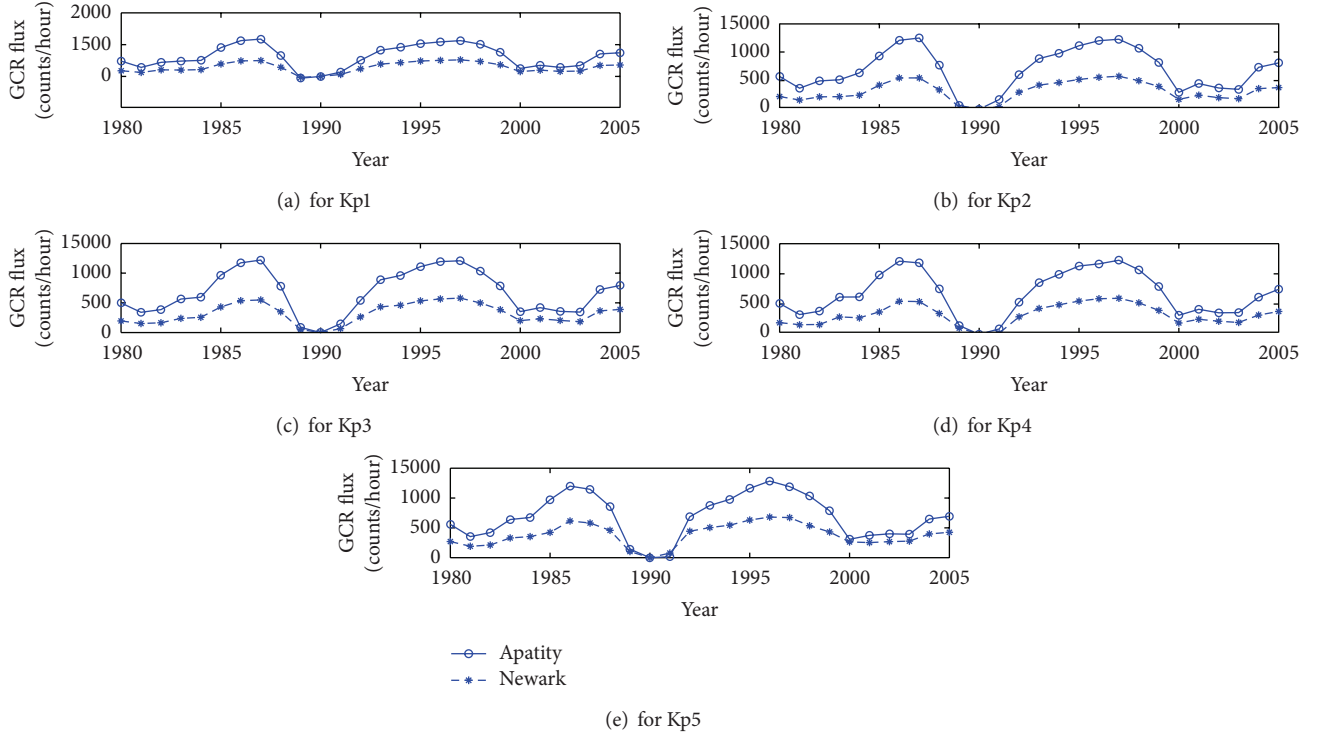 GCR flux
(counts/hour)
2000
1500
0
1980 1985 1990 1995 2000 2005
Year
(a) for Kp1
GCR flux
(counts/hour)
15000
1000
500
0
1980 1985 1990 1995 2000 2005
Year
(b) for Kp2
GCR flux
(counts/hour)
15000
1000
500
0
1980 1985 1990 1995 2000 2005
Year
(c) for Kp3
GCR flux
(counts/hour)
15000
1000
500
0
1980 1985 1990 1995 2000 2005
Year
(d) for Kp4
GCR flux
(counts/hour)
15000
1000
500
0
1980 1985 1990 1995 2000 2005
Year
Apatity
Newark
(e) for Kp5